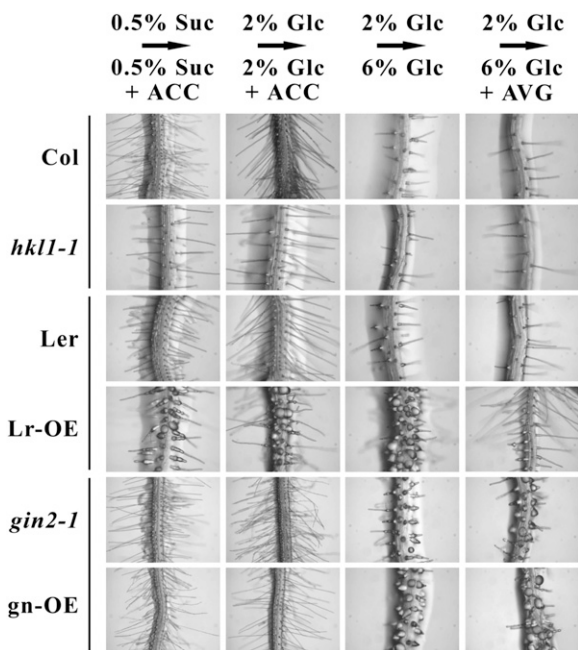 0.5% Suc 2% Glc 2% Glc 2% Glc
0.5% Suc 2% Glc 6% Glc 6% Glc
+ ACC + ACC + AVG
Col
hkl1-1
Ler
Lr-OE
gin2-1
gn-OE